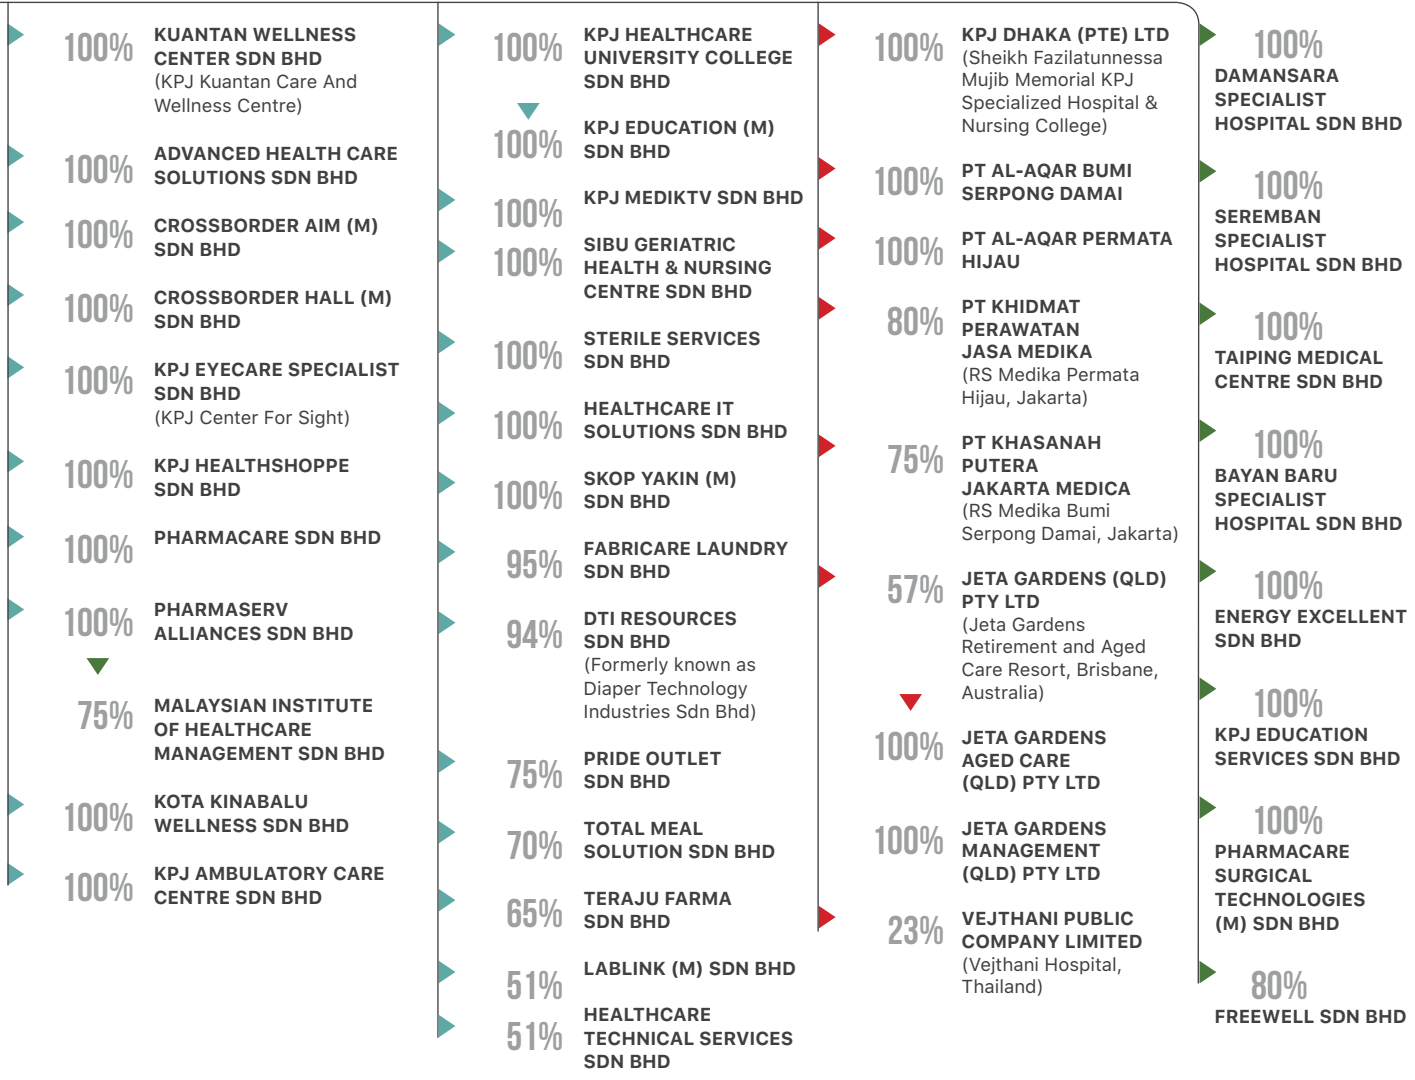 100%
KUANTAN WELLNESS
CENTER SDN BHD
(KPJ Kuantan Care And
Wellness Centre)
100%
ADVANCED HEALTH CARE
SOLUTIONS SDN BHD
100%
CROSSBORDER AIM (M)
SDN BHD
100%
CROSSBORDER HALL (M)
SDN BHD
100%
KPJ EYECARE SPECIALIST
SDN BHD
(KPJ Center For Sight)
100%
KPJ HEALTHSHOPPE
SDN BHD
100%
PHARMACARE SDN BHD
100%
PHARMASERV
ALLIANCES SDN BHD
75%
MALAYSIAN INSTITUTE
OF HEALTHCARE
MANAGEMENT SDN BHD
100%
KOTA KINABALU
WELLNESS SDN BHD
100%
KPJ AMBULATORY CARE
CENTRE SDN BHD
100%
KPJ HEALTHCARE
UNIVERSITY COLLEGE
SDN BHD
100%
KPJ EDUCATION (M)
SDN BHD
100%
KPJ MEDIKTV SDN BHD
100%
SIBU GERIATRIC
HEALTH & NURSING
CENTRE SDN BHD
100%
STERILE SERVICES
SDN BHD
100%
HEALTHCARE IT
SOLUTIONS SDN BHD
100%
SKOP YAKIN (M)
SDN BHD
95%
FABRICARE LAUNDRY
SDN BHD
94%
DTI RESOURCES
SDN BHD
(Formerly known as
Diaper Technology
Industries Sdn Bhd)
75%
PRIDE OUTLET
SDN BHD
70%
TOTAL MEAL
SOLUTION SDN BHD
65%
TERAJU FARMA
SDN BHD
51%
LABLINK (M) SDN BHD
51%
HEALTHCARE
TECHNICAL SERVICES
SDN BHD
100%
KPJ DHAKA (PTE) LTD
(Sheikh Fazilatunnessa
Mujib Memorial KPJ
Specialized Hospital &
Nursing College)
100%
PT AL-AQAR BUMI
SERPONG DAMAI
100%
PT AL-AQAR PERMATA
HIJAU
80%
PT KHIDMAT
PERAWATAN
JASA MEDIKA
(RS Medika Permata
Hijau, Jakarta)
75%
PT KHASANAH
PUTERA
JAKARTA MEDICA
(RS Medika Bumi
Serpong Damai, Jakarta)
57%
JETA GARDENS (QLD)
PTY LTD
(Jeta Gardens
Retirement and Aged
Care Resort, Brisbane,
Australia)
100%
JETA GARDENS
AGED CARE
(QLD) PTY LTD
100%
JETA GARDENS
MANAGEMENT
(QLD) PTY LTD
23%
VEJTHANI PUBLIC
COMPANY LIMITED
(Vejthani Hospital,
Thailand)
100%
DAMANSARA
SPECIALIST
HOSPITAL SDN BHD
100%
SEREMBAN
SPECIALIST
HOSPITAL SDN BHD
100%
TAIPING MEDICAL
CENTRE SDN BHD
100%
BAYAN BARU
SPECIALIST
HOSPITAL SDN BHD
100%
ENERGY EXCELLENT
SDN BHD
100%
KPJ EDUCATION
SERVICES SDN BHD
100%
PHARMACARE
SURGICAL
TECHNOLOGIES
(M) SDN BHD
80%
FREEWELL SDN BHD